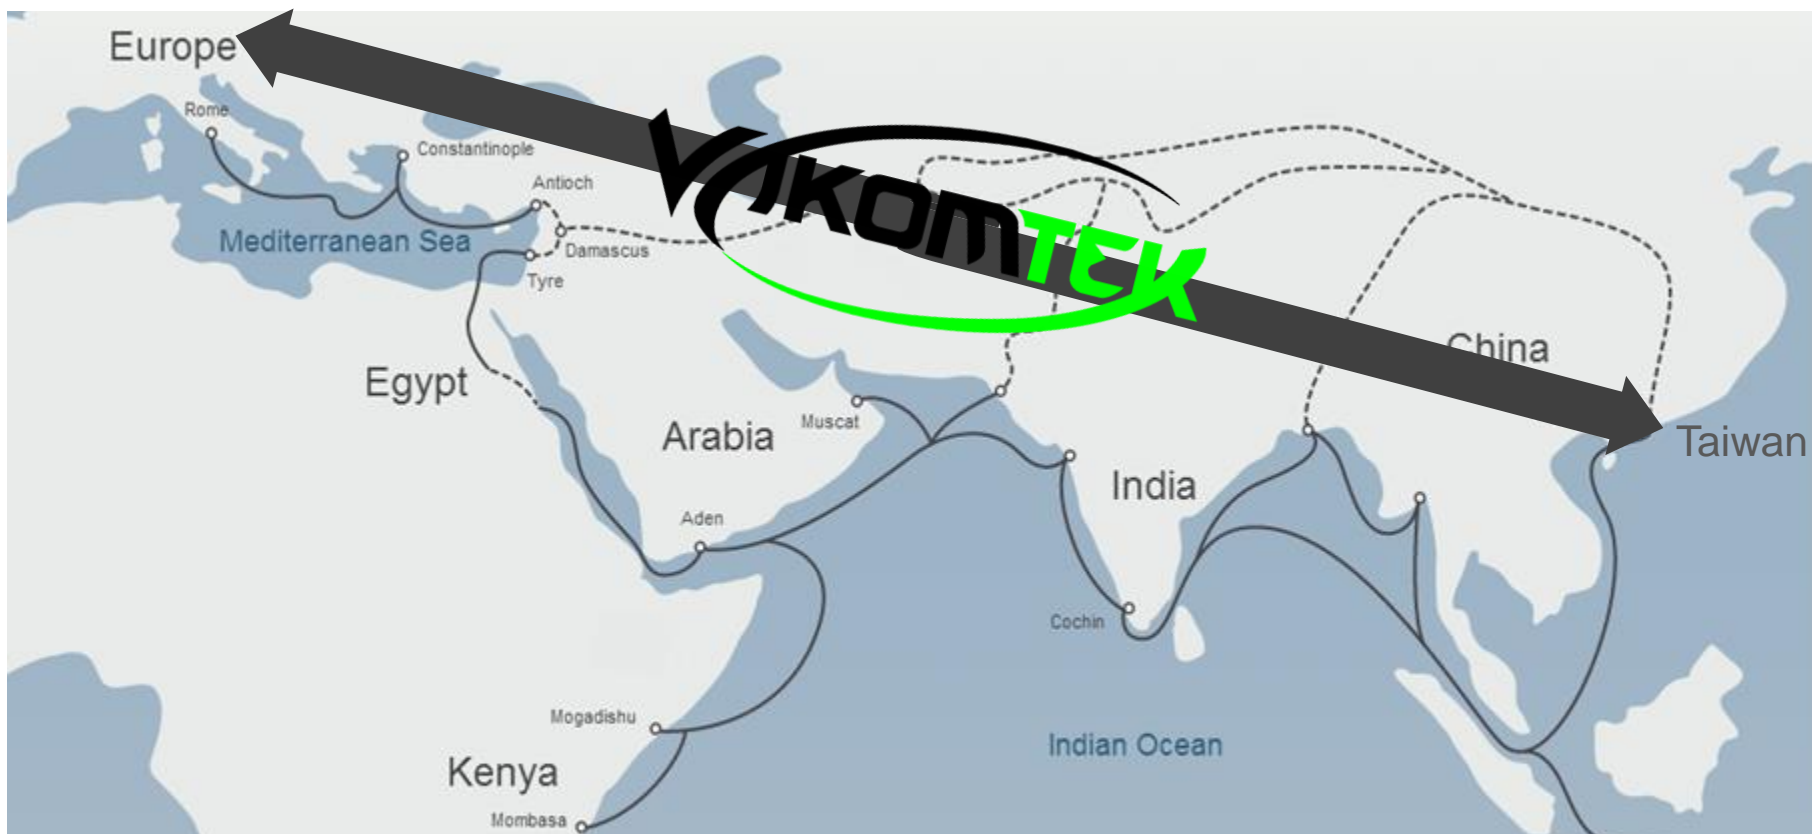 Europe
Rome
Constantinople
Antioch
Mediterranean Sea
Damascus
Tyre
VokomTEK
China
Egypt
Arabia
Muscat
Taiwan
India
Aden
Cochin
Mogadishu
Indian Ocean
Kenya
Mombasa